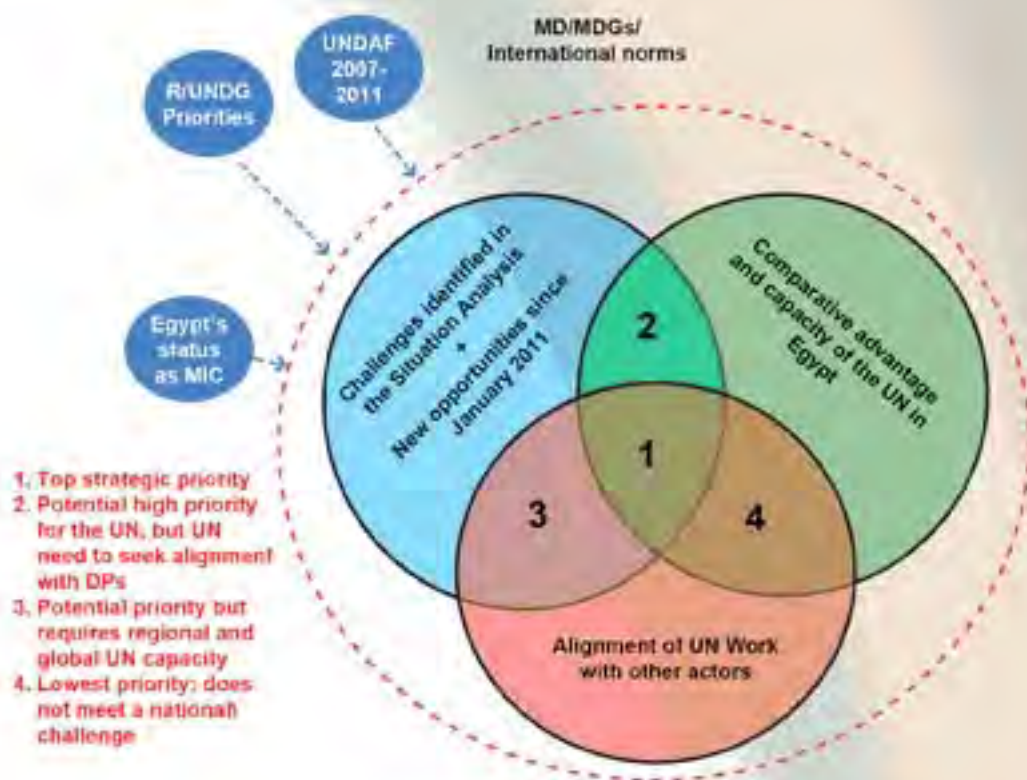 MD/MDGs/
International norms
UNDAF
2007-
2011
R/UNDG
Priorities
Egypt's
status
as MIC
Challenges identified in
the Situation Analysis
+
New opportunities since
January 2011
Comparative advantage
and capacity of the UN in
Egypt
2
1
3
4
Alignment of UN Work
with other actors
1. Top strategic priority
2. Potential high priority
for the UN, but UN
need to seek alignment
with DPs
3. Potential priority but
requires regional and
global UN capacity
4. Lowest priority: does
not meet a national
challenge